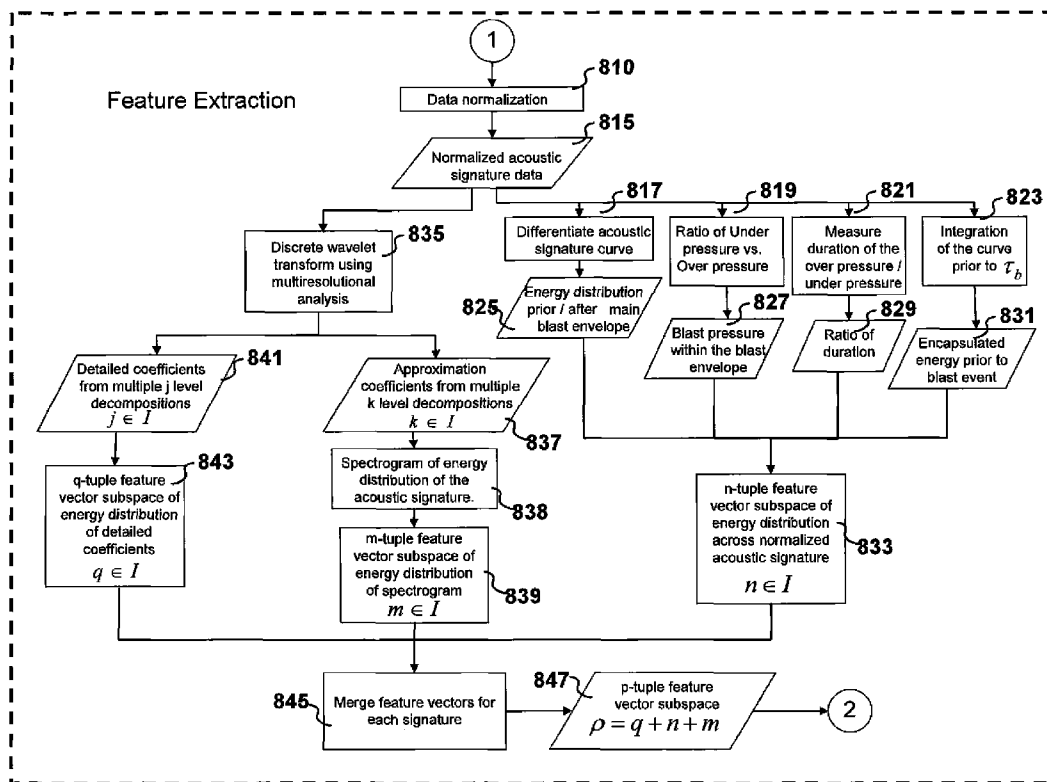 1
810
Feature Extraction
Data normalization
815
Normalized acoustic
signature data
817
819
821
823
835
Discrete wavelet
transform using
multiresolutional
analysis
Differentiate acoustic
signature curve
Ratio of Under
pressure vs.
Over pressure
Measure
duration of the
over pressure /
under pressure
Integration
of the curve
prior to τ_b
825
Energy distribution
prior / after main
blast envelope
827
Blast pressure
within the blast
envelope
829
Ratio of
duration
831
Encapsulated
energy prior to
blast event
841
Detailed coefficients
from multiple j level
decompositions
j ∈ I
Approximation
coefficients from multiple
k level decompositions
k ∈ I
837
843
q-tuple feature
vector subspace of
energy distribution
of detailed
coefficients
q ∈ I
Spectrogram of energy
distribution of the
acoustic signature.
838
m-tuple feature
vector subspace of
energy distribution
of spectrogram
m ∈ I
839
n-tuple feature
vector subspace of
energy distribution
across normalized
acoustic signature
n ∈ I
833
845
Merge feature vectors for
each signature
847
p-tuple feature
vector subspace
ρ = q + n + m
2